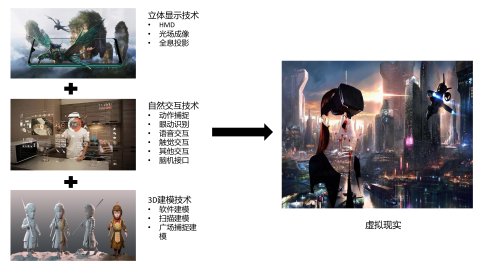 立体显示技术
• HMD
• 光场成像
• 全息投影
自然交互技术
• 动作捕捉
• 眼动识别
• 语音交互
• 触觉交互
• 其他交互
• 脑机接口
3D建模技术
• 软件建模
• 扫描建模
• 广场捕捉建
模
虚拟现实